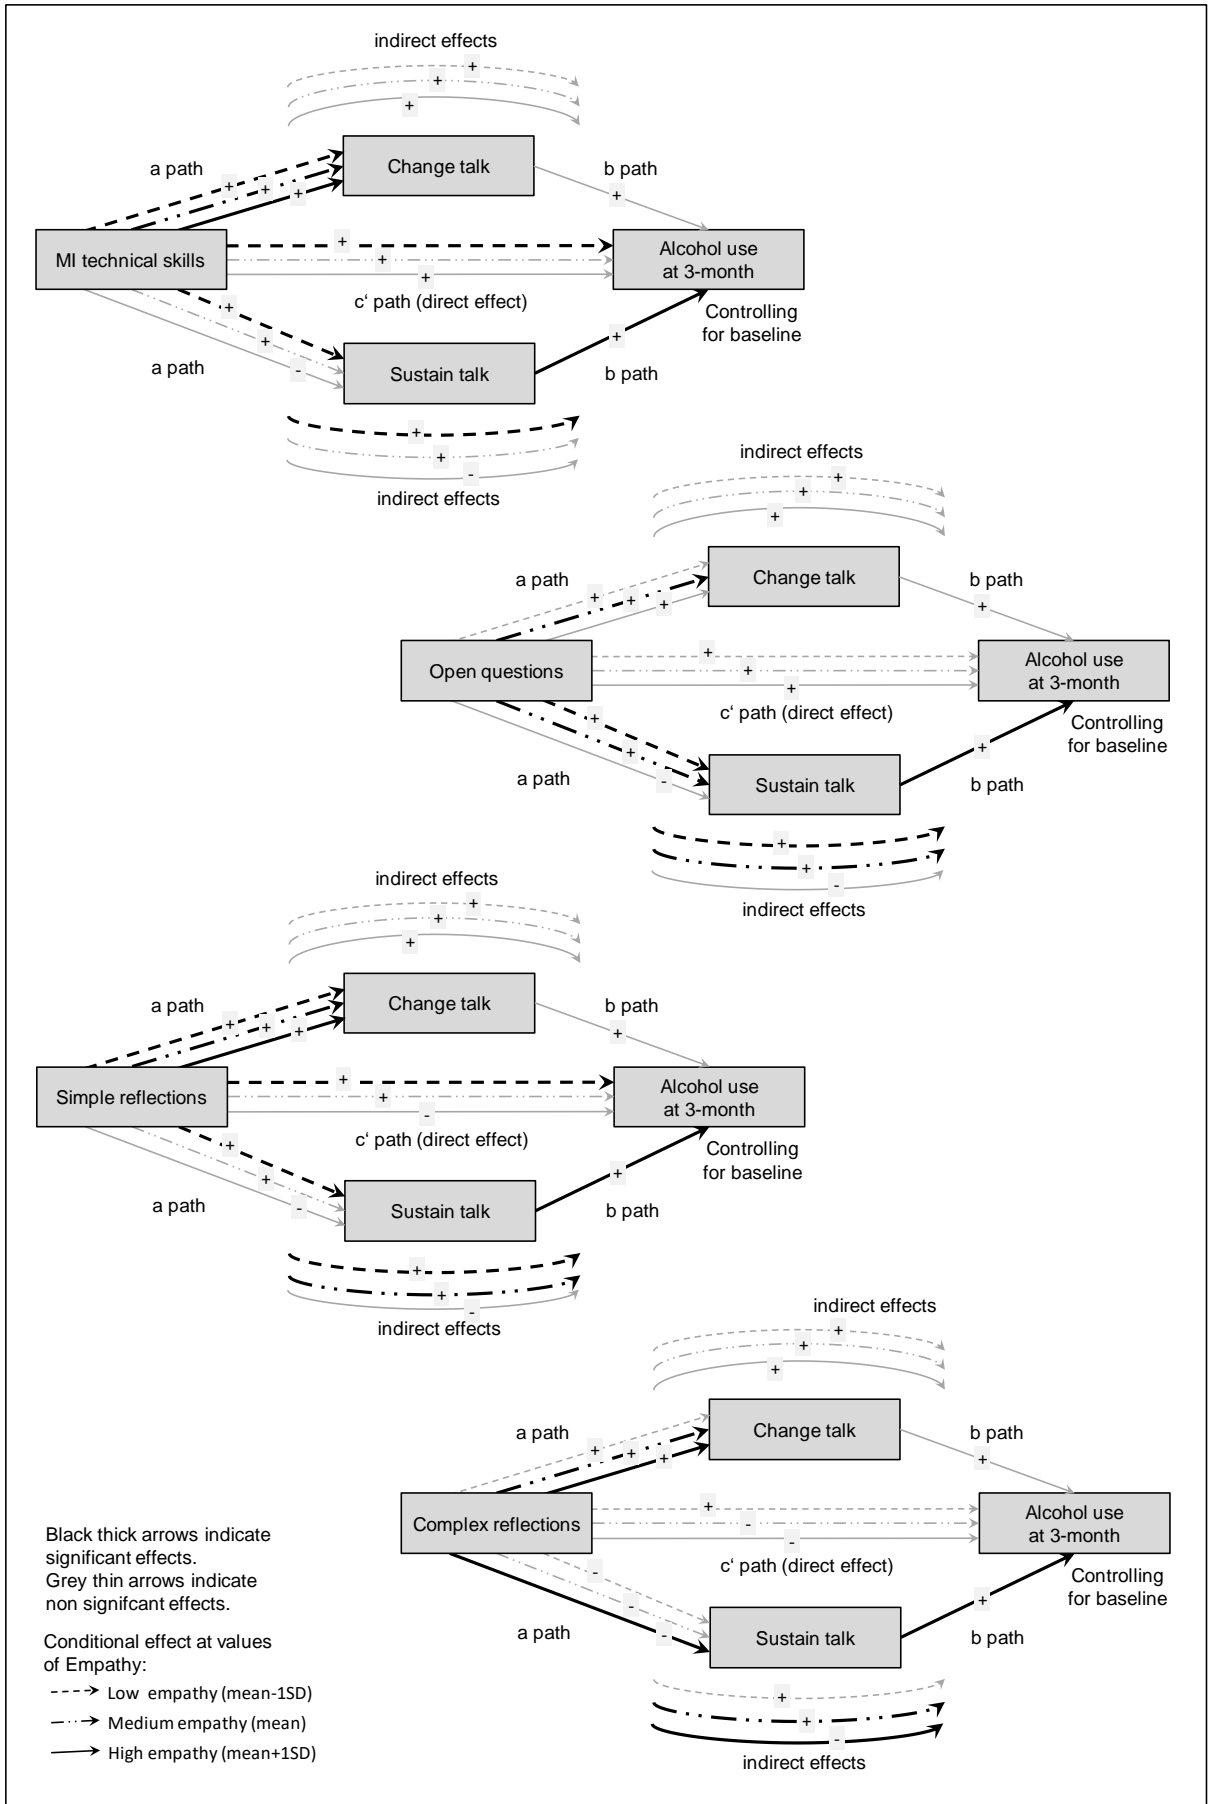 indirect effects
+
+
+
Change talk
a path
b path
+
+
+
+
MI technical skills
+
+
+
Alcohol use
at 3-month
c‘ path (direct effect)
Controlling
for baseline
+
+
-
+
a path
Sustain talk
b path
+
+
-
indirect effects
indirect effects
+
+
+
Change talk
a path
b path
+
+
+
+
Open questions
+
+
+
Alcohol use
at 3-month
c‘ path (direct effect)
Controlling
for baseline
+
+
-
+
a path
Sustain talk
b path
+
+
-
indirect effects
indirect effects
+
+
+
Change talk
a path
b path
+
+
+
+
Simple reflections
+
+
-
Alcohol use
at 3-month
c‘ path (direct effect)
Controlling
for baseline
+
+
-
+
a path
Sustain talk
b path
+
+
-
indirect effects
indirect effects
+
+
+
Change talk
a path
b path
+
+
+
+
Complex reflections
+
-
-
Alcohol use
at 3-month
c‘ path (direct effect)
Controlling
for baseline
-
-
-
+
a path
Sustain talk
b path
+
+
-
indirect effects
Black thick arrows indicate
significant effects.
Grey thin arrows indicate
non signifcant effects.
Conditional effect at values
of Empathy:
Low empathy (mean-1SD)
Medium empathy (mean)
High empathy (mean+1SD)